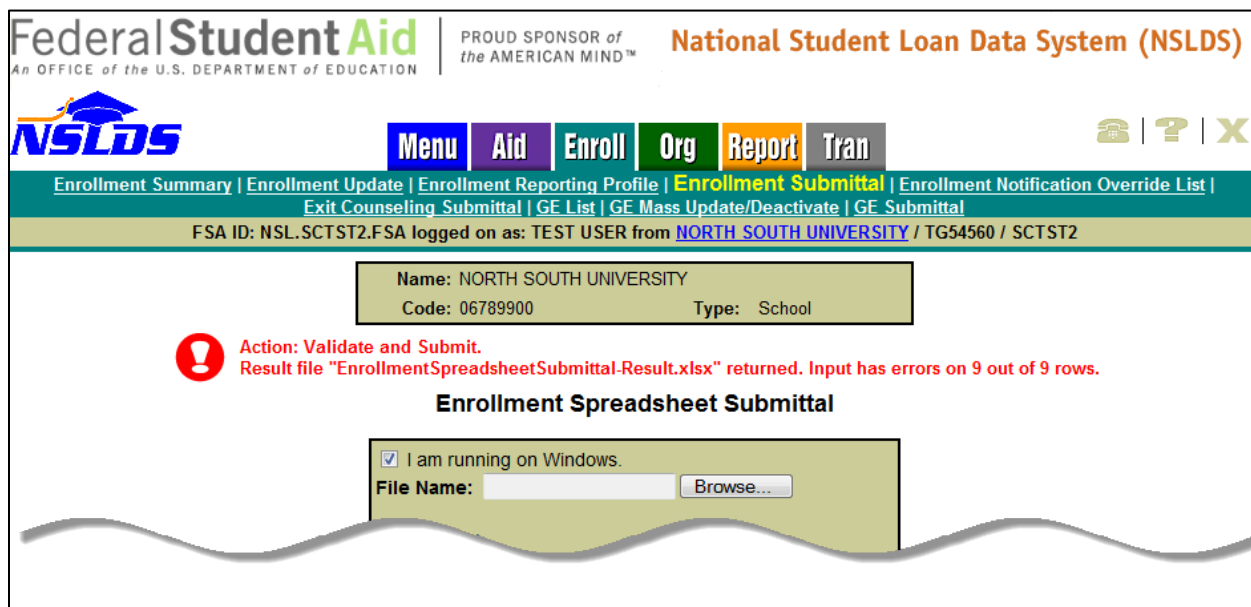 Federal Student Aid
An OFFICE of the U.S. DEPARTMENT of EDUCATION
PROUD SPONSOR of
the AMERICAN MIND™
National Student Loan Data System (NSLDS)
NSLDS
Menu Aid Enroll Org Report Tran
? | X
Enrollment Summary | Enrollment Update | Enrollment Reporting Profile | Enrollment Submittal | Enrollment Notification Override List |
Exit Counseling Submittal | GE List | GE Mass Update/Deactivate | GE Submittal
FSA ID: NSL.SCTST2.FSA logged on as: TEST USER from NORTH SOUTH UNIVERSITY / TG54560 / SCTST2
Name: NORTH SOUTH UNIVERSITY
Code: 06789900 Type: School
Action: Validate and Submit.
Result file "EnrollmentSpreadsheetSubmittal-Result.xlsx" returned. Input has errors on 9 out of 9 rows.
Enrollment Spreadsheet Submittal
I am running on Windows.
File Name: Browse...